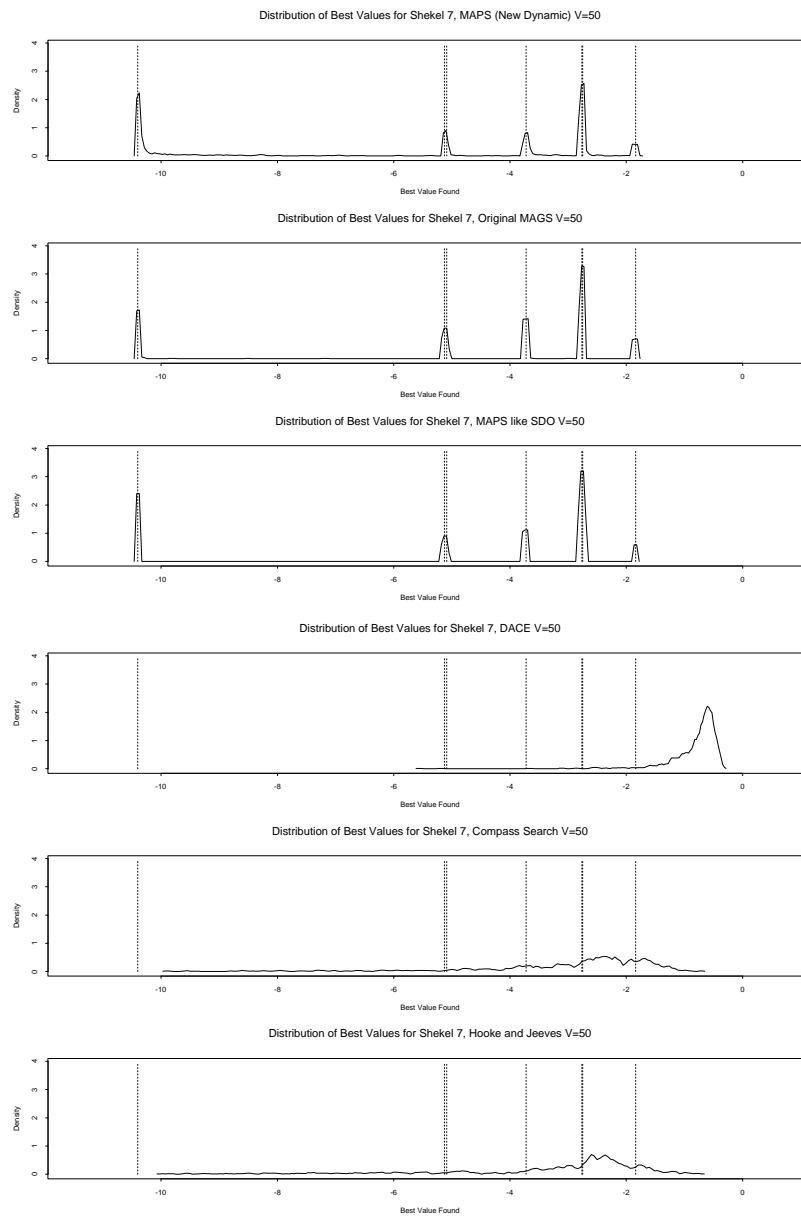 Distribution of Best Values for Shekel 7, MAPS (New Dynamic) V=50
Density
0 1 2 3 4
-10 -8 -6 -4 -2 0
Best Value Found
Distribution of Best Values for Shekel 7, Original MAGS V=50
Density
0 1 2 3 4
-10 -8 -6 -4 -2 0
Best Value Found
Distribution of Best Values for Shekel 7, MAPS like SDO V=50
Density
0 1 2 3 4
-10 -8 -6 -4 -2 0
Best Value Found
Distribution of Best Values for Shekel 7, DACE V=50
Density
0 1 2 3 4
-10 -8 -6 -4 -2 0
Best Value Found
Distribution of Best Values for Shekel 7, Compass Search V=50
Density
0 1 2 3 4
-10 -8 -6 -4 -2 0
Best Value Found
Distribution of Best Values for Shekel 7, Hooke and Jeeves V=50
Density
0 1 2 3 4
-10 -8 -6 -4 -2 0
Best Value Found